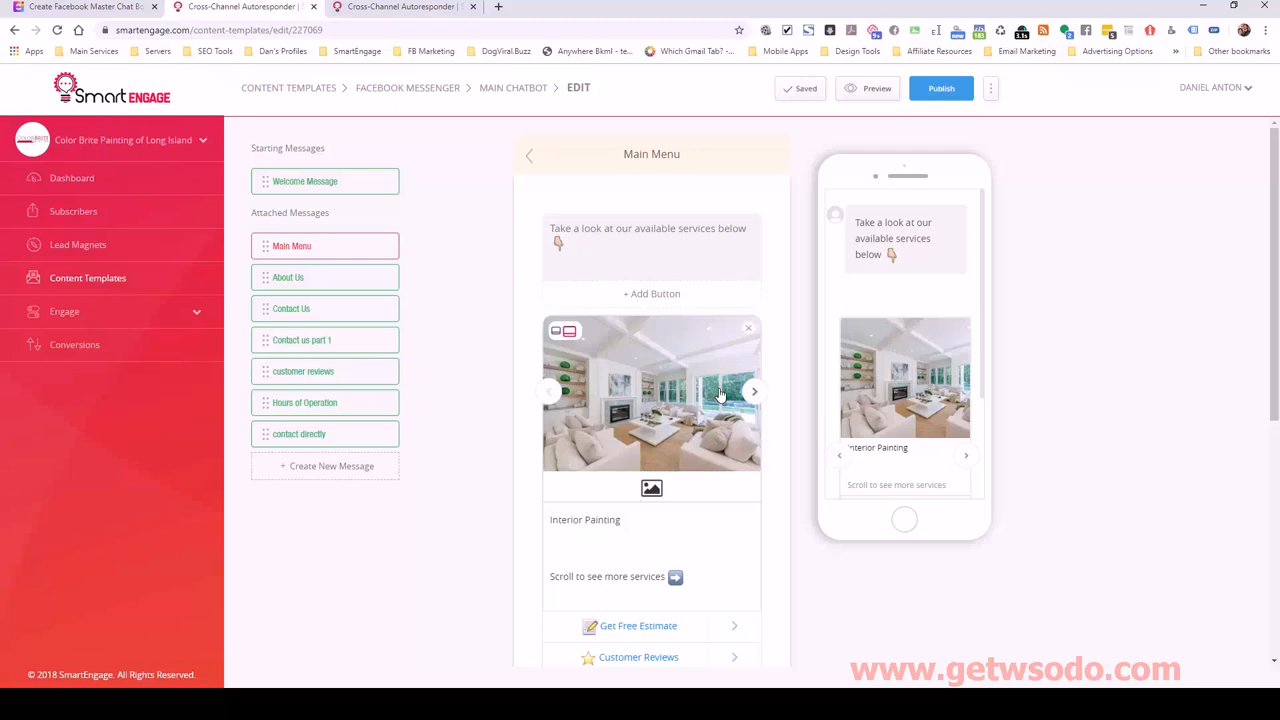 Create Facebook Master Chat Bo
Cross-Channel Autoresponder | S
Cross-Channel Autoresponder | S
smartengage.com/content-templates/edit/227069
Apps
Main Services
Servers
SEO Tools
Dan's Profiles
SmartEngage
FB Marketing
DogViral.Buzz
Anywhere Bkml - te...
Which Gmail Tab? -...
Mobile Apps
Design Tools
Affiliate Resources
Email Marketing
Advertising Options
Other bookmarks
Smart ENGAGE
CONTENT TEMPLATES > FACEBOOK MESSENGER > MAIN CHATBOT > EDIT
Saved
Preview
Publish
DANIEL ANTON
Color Brite Painting of Long Island
Dashboard
Subscribers
Lead Magnets
Content Templates
Engage
Conversions
© 2018 SmartEngage. All Rights Reserved.
Starting Messages
Welcome Message
Attached Messages
Main Menu
About Us
Contact Us
Contact us part 1
customer reviews
Hours of Operation
contact directly
+ Create New Message
Main Menu
Take a look at our available services below
+ Add Button
Interior Painting
Scroll to see more services
Get Free Estimate
Customer Reviews
Take a look at our
available services
below
Interior Painting
Scroll to see more services
www.getwsodo.com